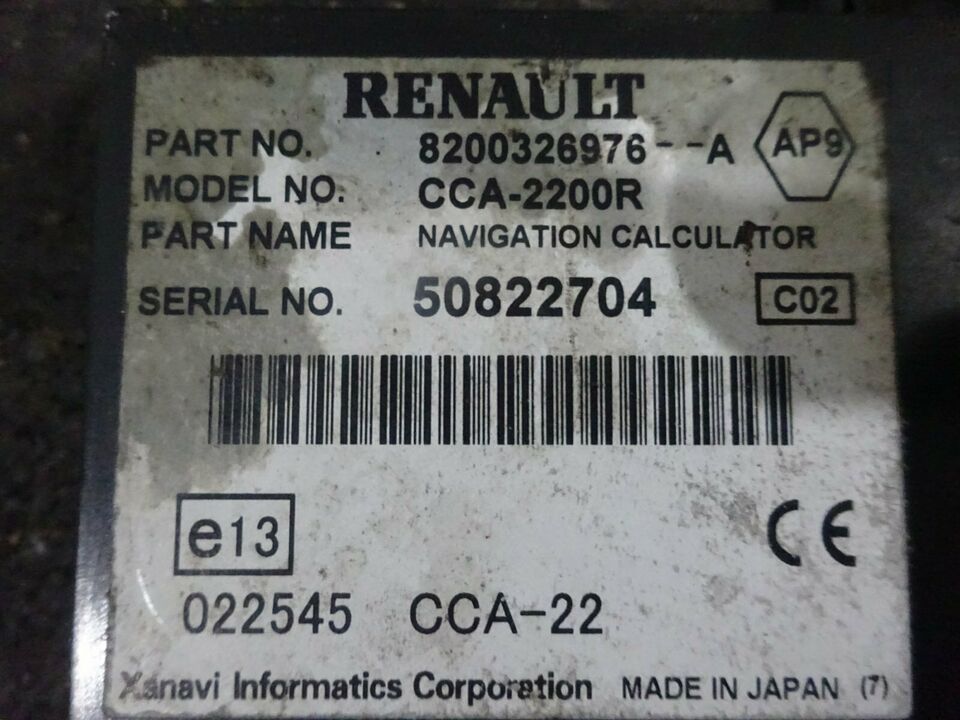 RENAULT
PART NO. 8200326976--A AP9
MODEL NO. CCA-2200R
PART NAME NAVIGATION CALCULATOR
SERIAL NO. 50822704 C02
e13 CE
022545 CCA-22
Xanavi Informatics Corporation MADE IN JAPAN (7)